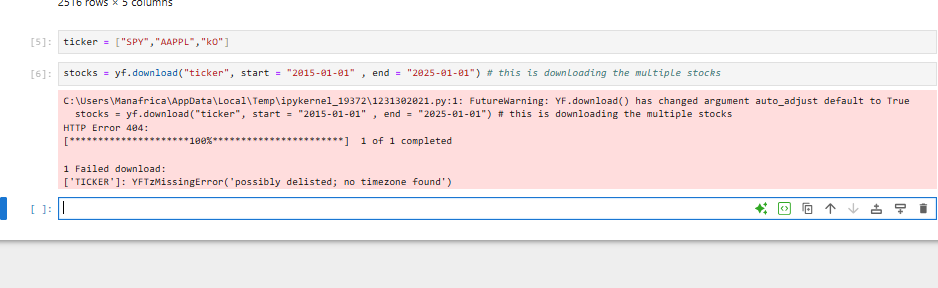 2516 rows × 5 columns
[5]: ticker = ["SPY","AAPPL","kO"]
[6]: stocks = yf.download("ticker", start = "2015-01-01" , end = "2025-01-01") # this is downloading the multiple stocks
C:\Users\Manafrica\AppData\Local\Temp\ipykernel_19372\1231302021.py:1: FutureWarning: YF.download() has changed argument auto_adjust default to True
stocks = yf.download("ticker", start = "2015-01-01" , end = "2025-01-01") # this is downloading the multiple stocks
HTTP Error 404:
[*********************100%***********************]  1 of 1 completed
1 Failed download:
['TICKER']: YFTzMissingError('possibly delisted; no timezone found')
[ ]: